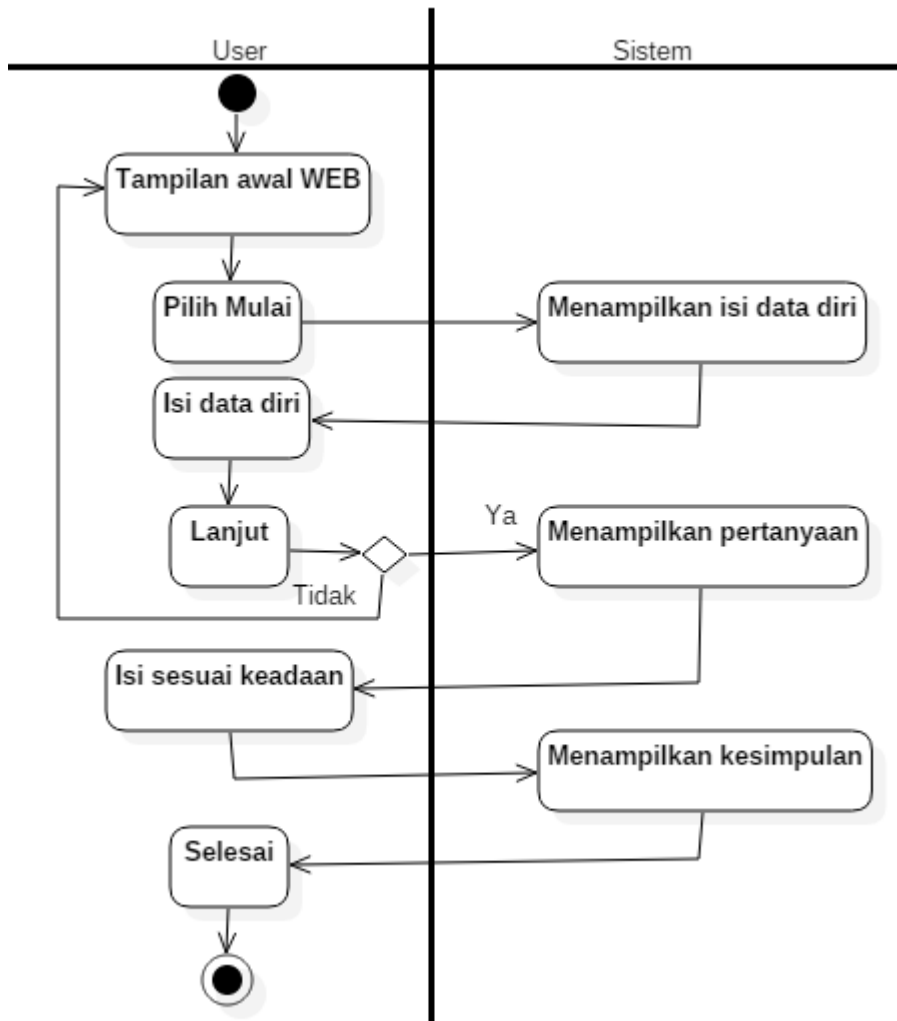 User
Sistem
Tampilan awal WEB
Pilih Mulai
Menampilkan isi data diri
Isi data diri
Lanjut
Ya
Menampilkan pertanyaan
Tidak
Isi sesuai keadaan
Menampilkan kesimpulan
Selesai